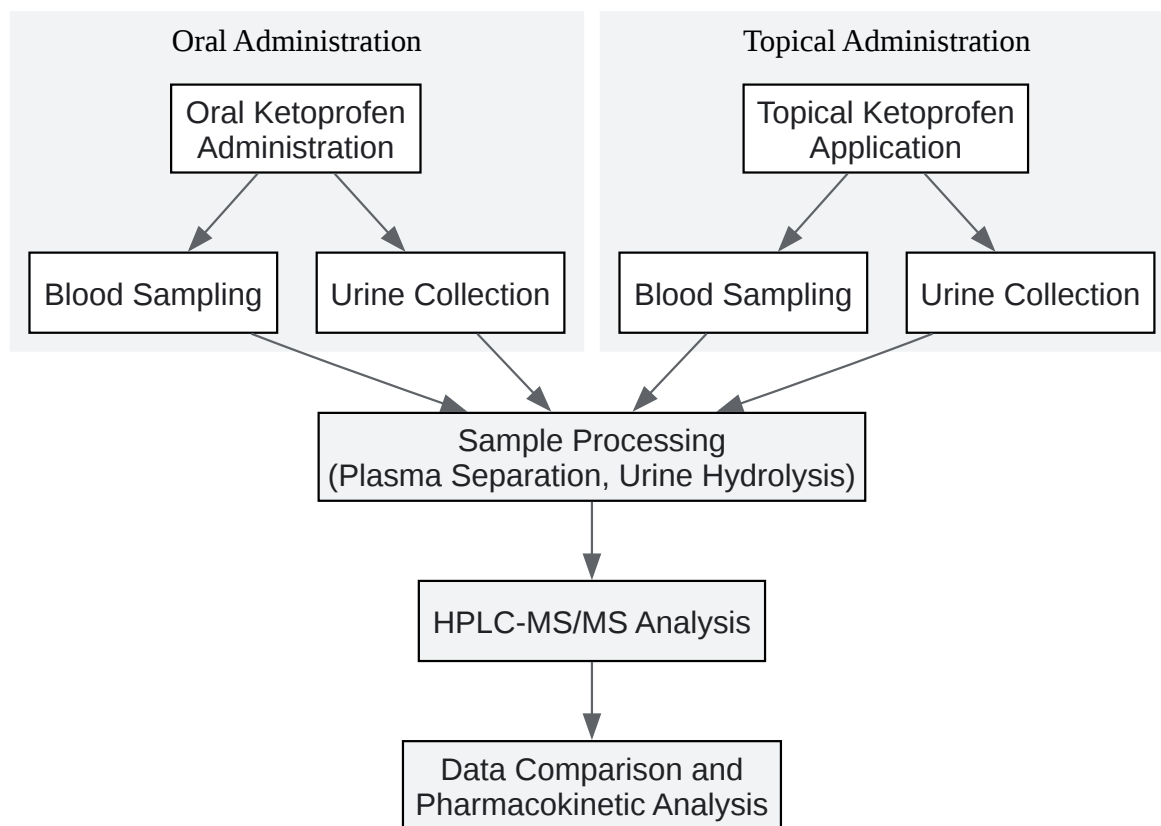 Oral Administration
Topical Administration
Oral Ketoprofen
Administration
Topical Ketoprofen
Application
Blood Sampling
Urine Collection
Blood Sampling
Urine Collection
Sample Processing
(Plasma Separation, Urine Hydrolysis)
HPLC-MS/MS Analysis
Data Comparison and
Pharmacokinetic Analysis